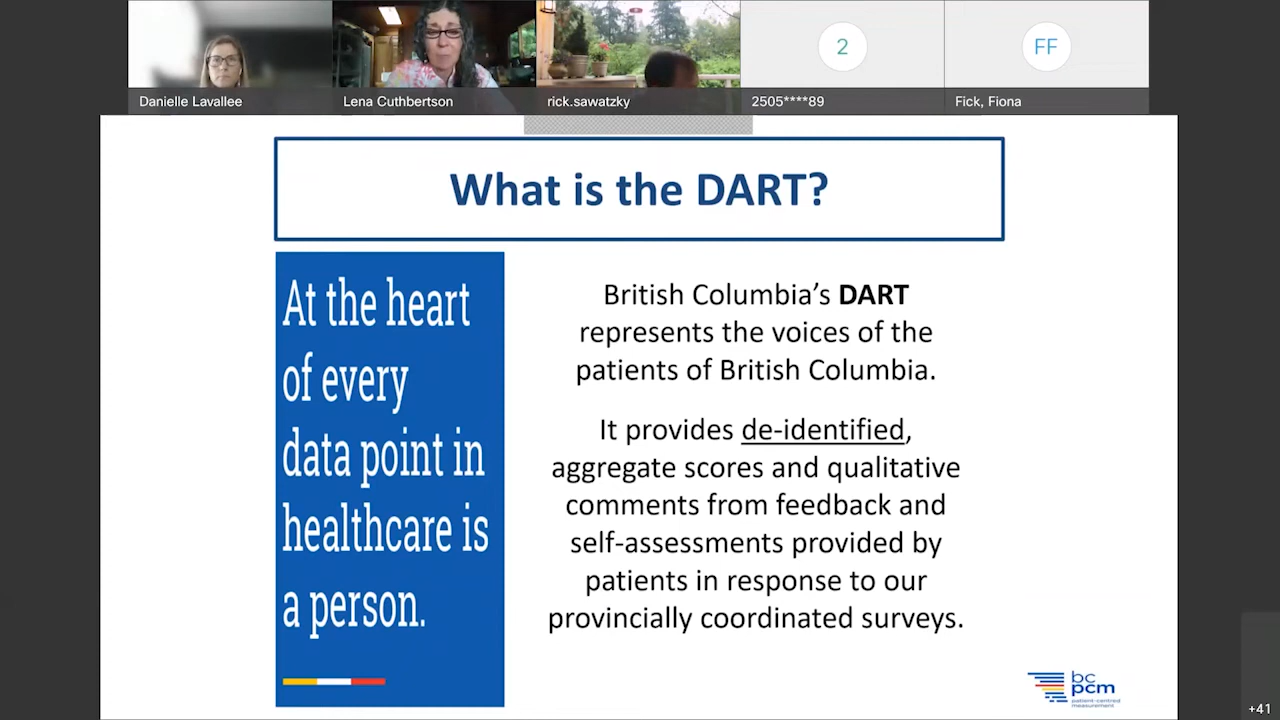 Danielle Lavallee
Lena Cuthbertson
rick.sawatzky
2
2505****89
FF
Fick, Fiona
What is the DART?
At the heart
of every
data point in
healthcare is
a person.
British Columbia’s DART
represents the voices of the
patients of British Columbia.
It provides de-identified,
aggregate scores and qualitative
comments from feedback and
self-assessments provided by
patients in response to our
provincially coordinated surveys.
bc
pcm
patient-centred
measurement
+41